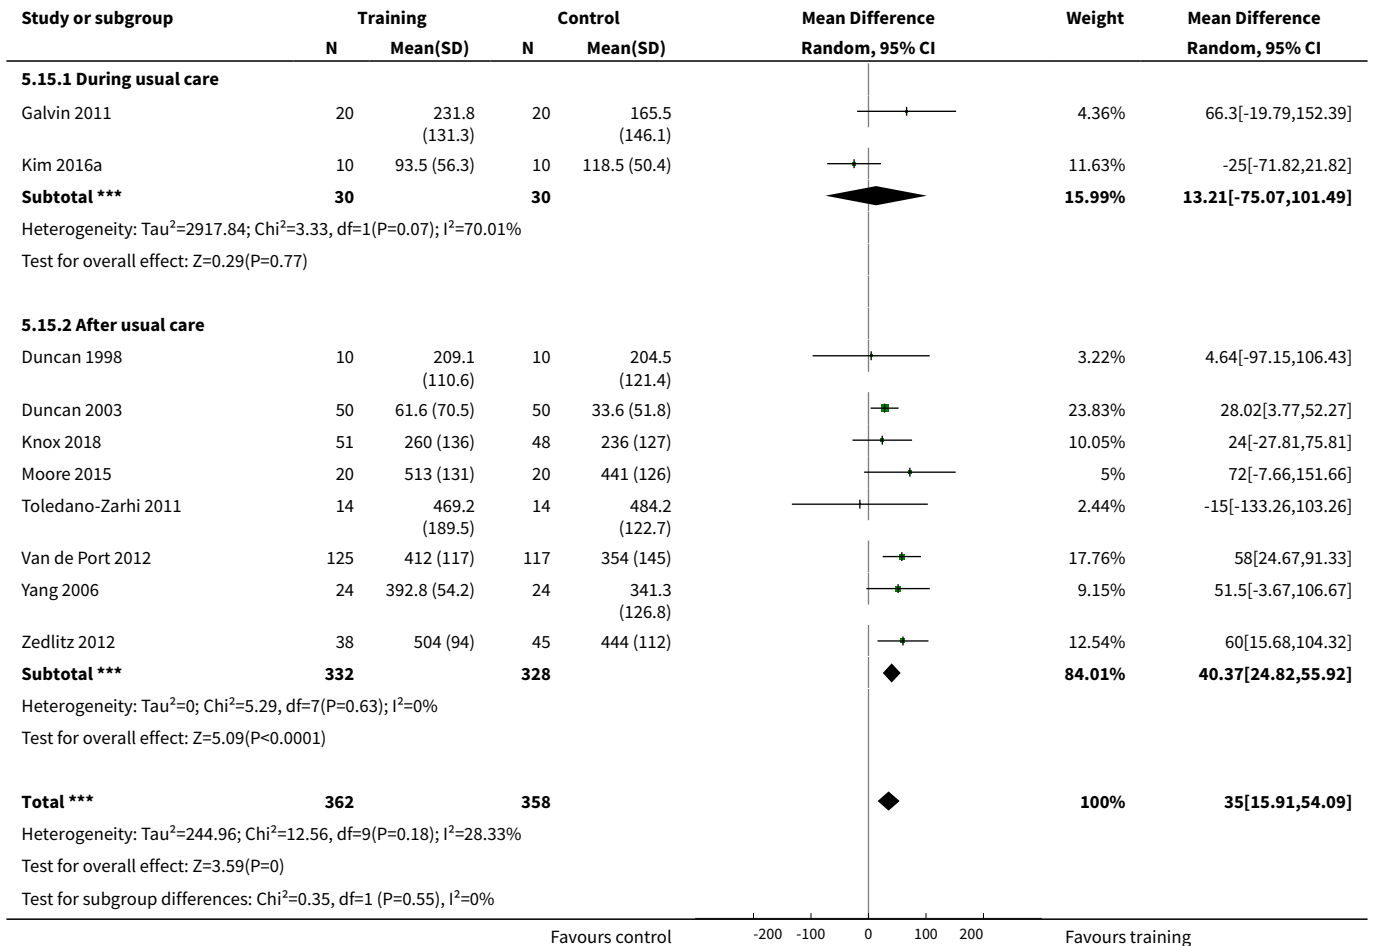 Study or subgroup Training Control Mean Difference Weight Mean Difference
N Mean(SD) N Mean(SD) Random, 95% CI Random, 95% CI
5.15.1 During usual care
Galvin 2011 20 231.8 20 165.5 4.36% 66.3[-19.79,152.39]
(131.3) (146.1)
Kim 2016a 10 93.5 (56.3) 10 118.5 (50.4) 11.63% -25[-71.82,21.82]
Subtotal *** 30 30 15.99% 13.21[-75.07,101.49]
Heterogeneity: Tau²=2917.84; Chi²=3.33, df=1(P=0.07); I²=70.01%
Test for overall effect: Z=0.29(P=0.77)
5.15.2 After usual care
Duncan 1998 10 209.1 10 204.5 3.22% 4.64[-97.15,106.43]
(110.6) (121.4)
Duncan 2003 50 61.6 (70.5) 50 33.6 (51.8) 23.83% 28.02[3.77,52.27]
Knox 2018 51 260 (136) 48 236 (127) 10.05% 24[-27.81,75.81]
Moore 2015 20 513 (131) 20 441 (126) 5% 72[-7.66,151.66]
Toledano-Zarhi 2011 14 469.2 14 484.2 2.44% -15[-133.26,103.26]
(189.5) (122.7)
Van de Port 2012 125 412 (117) 117 354 (145) 17.76% 58[24.67,91.33]
Yang 2006 24 392.8 (54.2) 24 341.3 9.15% 51.5[-3.67,106.67]
(126.8)
Zedlitz 2012 38 504 (94) 45 444 (112) 12.54% 60[15.68,104.32]
Subtotal *** 332 328 84.01% 40.37[24.82,55.92]
Heterogeneity: Tau²=0; Chi²=5.29, df=7(P=0.63); I²=0%
Test for overall effect: Z=5.09(P<0.0001)
Total *** 362 358 100% 35[15.91,54.09]
Heterogeneity: Tau²=244.96; Chi²=12.56, df=9(P=0.18); I²=28.33%
Test for overall effect: Z=3.59(P=0)
Test for subgroup differences: Chi²=0.35, df=1 (P=0.55), I²=0%
Favours control -200 -100 0 100 200 Favours training